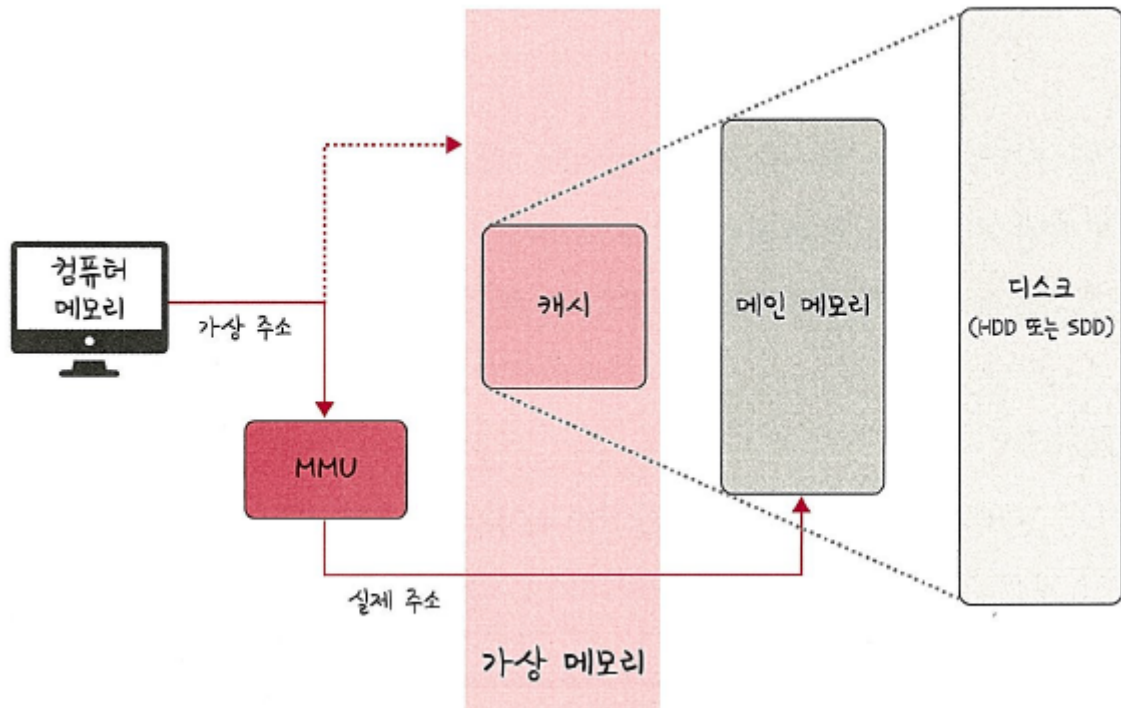 컴퓨터
메모리
가상 주소
MMU
실제 주소
캐시
가상 메모리
메인 메모리
디스크
(HDD 또는 SDD)